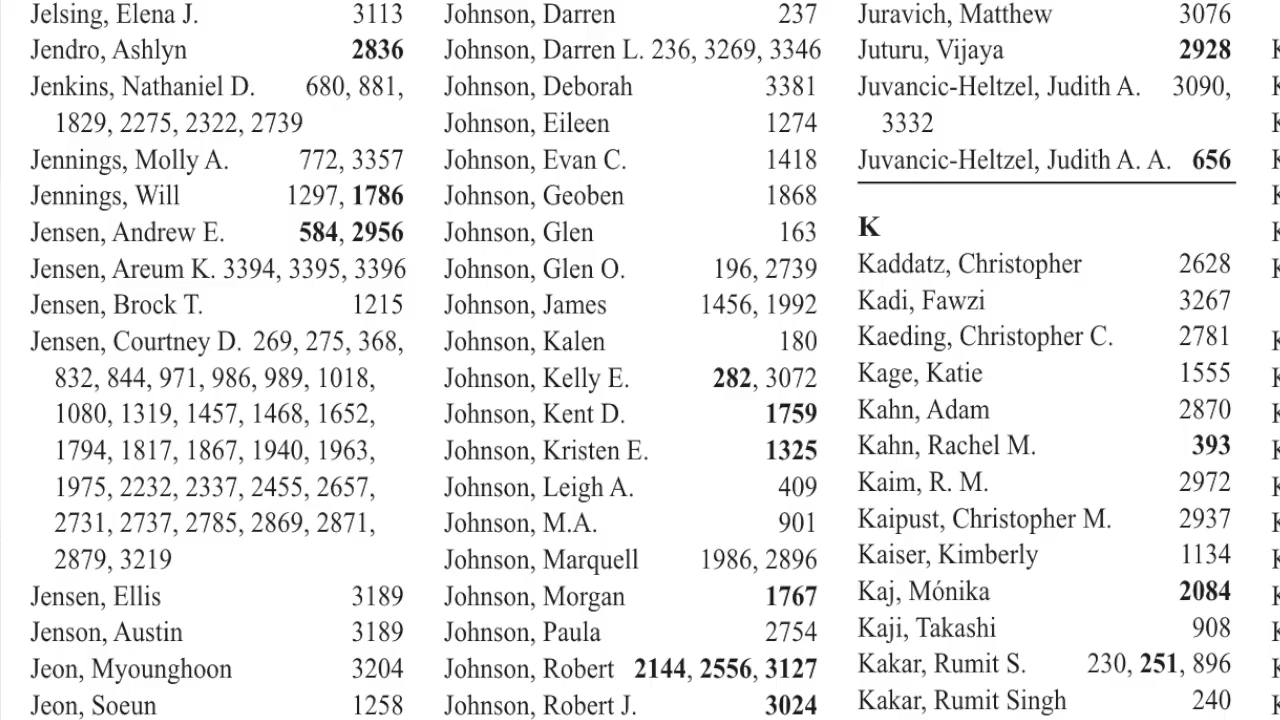 Jelsing, Elena J. 3113
Jendro, Ashlyn 2836
Jenkins, Nathaniel D. 680, 881,
1829, 2275, 2322, 2739
Jennings, Molly A. 772, 3357
Jennings, Will 1297, 1786
Jensen, Andrew E. 584, 2956
Jensen, Areum K. 3394, 3395, 3396
Jensen, Brock T. 1215
Jensen, Courtney D. 269, 275, 368,
832, 844, 971, 986, 989, 1018,
1080, 1319, 1457, 1468, 1652,
1794, 1817, 1867, 1940, 1963,
1975, 2232, 2337, 2455, 2657,
2731, 2737, 2785, 2869, 2871,
2879, 3219
Jensen, Ellis 3189
Jenson, Austin 3189
Jeon, Myounghoon 3204
Jeon, Soeun 1258
Johnson, Darren 237
Johnson, Darren L. 236, 3269, 3346
Johnson, Deborah 3381
Johnson, Eileen 1274
Johnson, Evan C. 1418
Johnson, Geoben 1868
Johnson, Glen 163
Johnson, Glen O. 196, 2739
Johnson, James 1456, 1992
Johnson, Kalen 180
Johnson, Kelly E. 282, 3072
Johnson, Kent D. 1759
Johnson, Kristen E. 1325
Johnson, Leigh A. 409
Johnson, M.A. 901
Johnson, Marquell 1986, 2896
Johnson, Morgan 1767
Johnson, Paula 2754
Johnson, Robert 2144, 2556, 3127
Johnson, Robert J. 3024
Juravich, Matthew 3076
Juturu, Vijaya 2928
Juvancic-Heltzel, Judith A. 3090,
3332
Juvancic-Heltzel, Judith A. A. 656
K
Kaddatz, Christopher 2628
Kadi, Fawzi 3267
Kaeding, Christopher C. 2781
Kage, Katie 1555
Kahn, Adam 2870
Kahn, Rachel M. 393
Kaim, R. M. 2972
Kaipust, Christopher M. 2937
Kaiser, Kimberly 1134
Kaj, Mónika 2084
Kaji, Takashi 908
Kakar, Rumit S. 230, 251, 896
Kakar, Rumit Singh 240